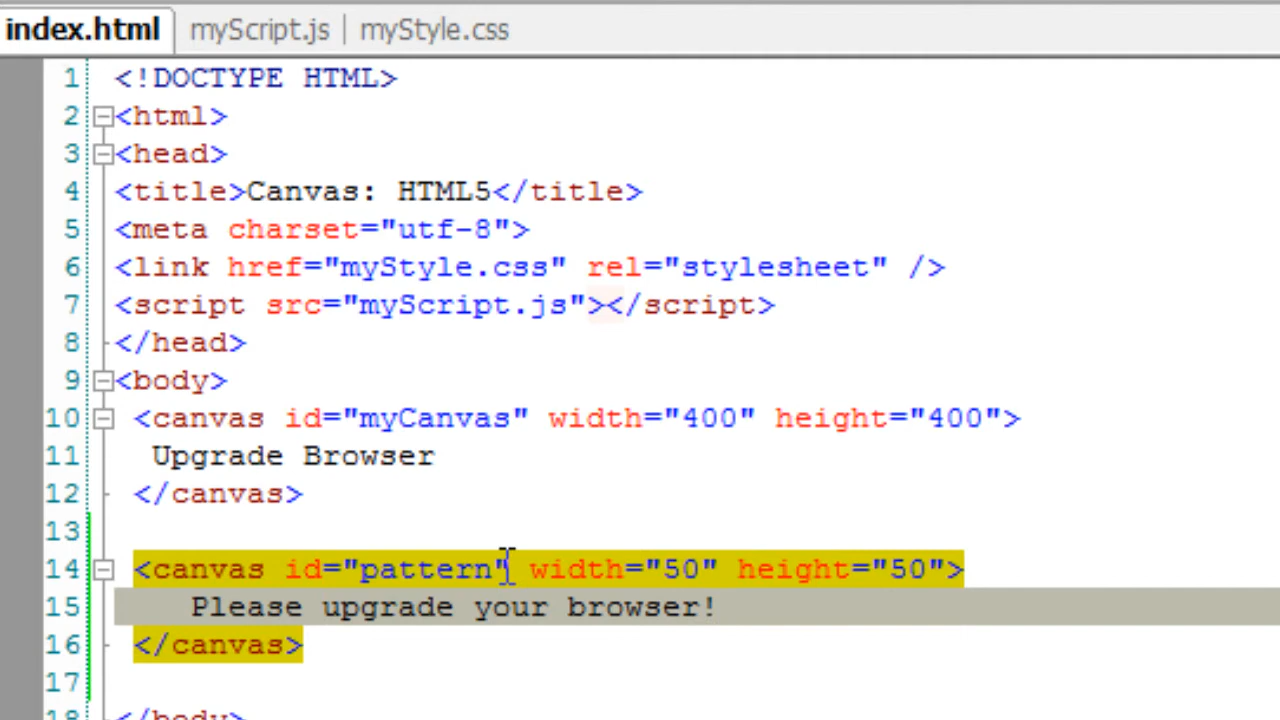 index.html myScript.js myStyle.css
1 <!DOCTYPE HTML>
2 <html>
3 <head>
4 <title>Canvas: HTML5</title>
5 <meta charset="utf-8">
6 <link href="myStyle.css" rel="stylesheet" />
7 <script src="myScript.js"></script>
8 </head>
9 <body>
10 <canvas id="myCanvas" width="400" height="400">
11 Upgrade Browser
12 </canvas>
13
14 <canvas id="pattern" width="50" height="50">
15 Please upgrade your browser!
16 </canvas>
17
18 </body>